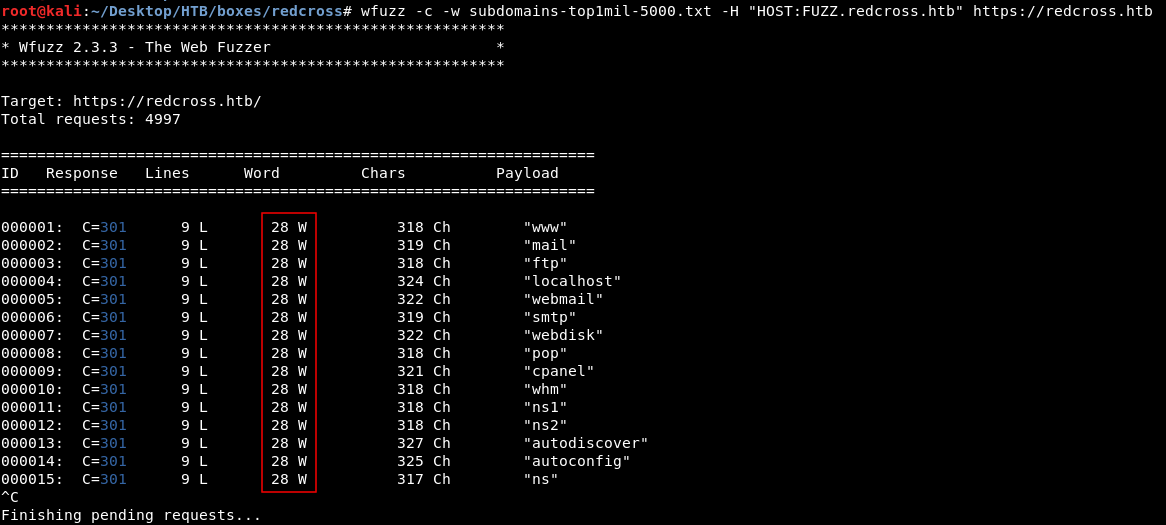 root@kali:~/Desktop/HTB/boxes/redcross# wfuzz -c -w subdomains-top1mil-5000.txt -H "HOST:FUZZ.redcross.htb" https://redcross.htb
********************************************************
* Wfuzz 2.3.3 - The Web Fuzzer                         *
********************************************************
Target: https://redcross.htb/
Total requests: 4997
==================================================================
ID   Response   Lines      Word         Chars          Payload
==================================================================
000001:  C=301      9 L       28 W          318 Ch        "www"
000002:  C=301      9 L       28 W          319 Ch        "mail"
000003:  C=301      9 L       28 W          318 Ch        "ftp"
000004:  C=301      9 L       28 W          324 Ch        "localhost"
000005:  C=301      9 L       28 W          322 Ch        "webmail"
000006:  C=301      9 L       28 W          319 Ch        "smtp"
000007:  C=301      9 L       28 W          322 Ch        "webdisk"
000008:  C=301      9 L       28 W          318 Ch        "pop"
000009:  C=301      9 L       28 W          321 Ch        "cpanel"
000010:  C=301      9 L       28 W          318 Ch        "whm"
000011:  C=301      9 L       28 W          318 Ch        "ns1"
000012:  C=301      9 L       28 W          318 Ch        "ns2"
000013:  C=301      9 L       28 W          327 Ch        "autodiscover"
000014:  C=301      9 L       28 W          325 Ch        "autoconfig"
000015:  C=301      9 L       28 W          317 Ch        "ns"
^C
Finishing pending requests...